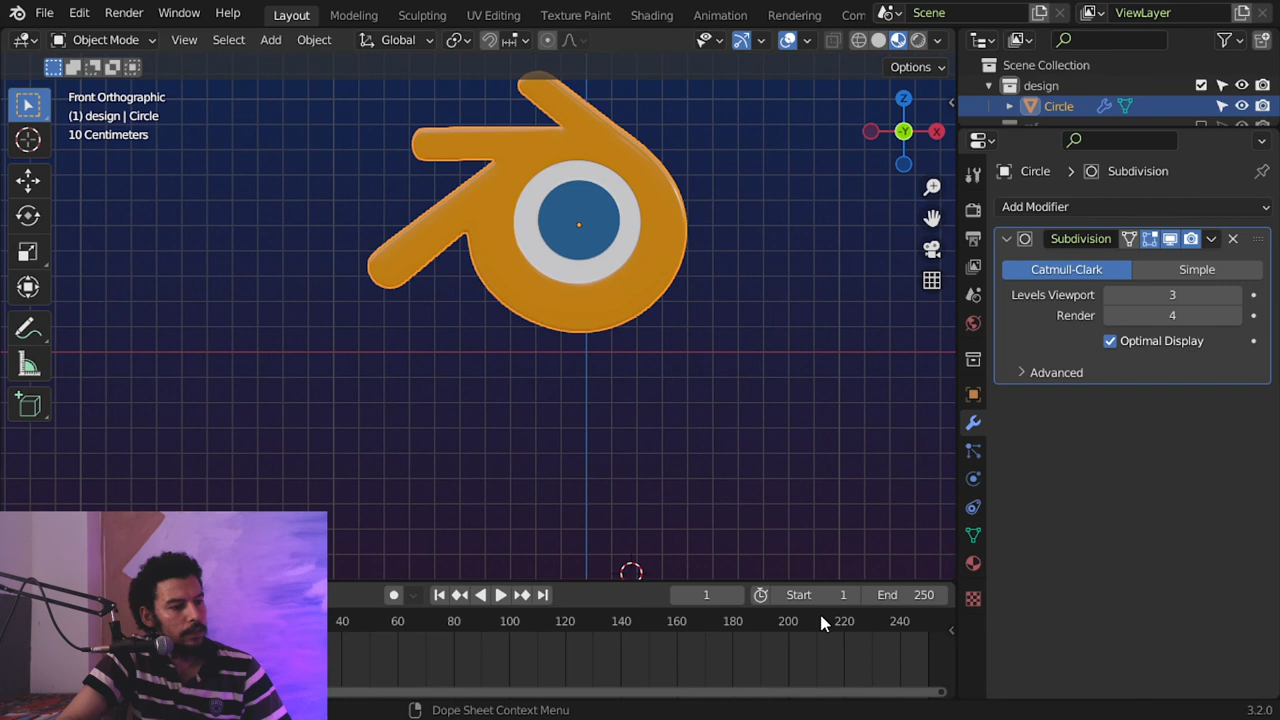 File Edit Render Window Help Layout Modeling Sculpting UV Editing Texture Paint Shading Animation Rendering Com Scene ViewLayer
Object Mode View Select Add Object Global
Options
Scene Collection
design
Circle
Front Orthographic
(1) design | Circle
10 Centimeters
Z
-Y
X
Circle > Subdivision
Add Modifier
Subdivision
Catmull-Clark Simple
Levels Viewport 3
Render 4
Optimal Display
Advanced
1 Start 1 End 250
40 60 80 100 120 140 160 180 200 220 240
Dope Sheet Context Menu
3.2.0